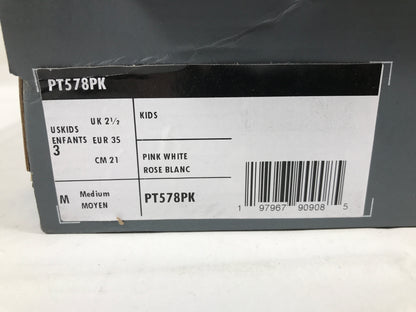 PT578PK
USKIDS
ENFANTS
3
UK 2½
EUR 35
CM 21
KIDS
PINK WHITE
ROSE BLANC
M Medium
MOYEN
PT578PK
1 97967 90908 5